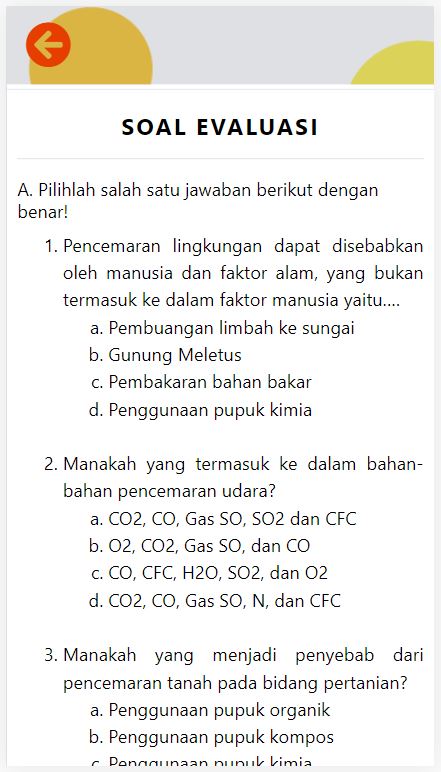 SOAL EVALUASI
A. Pilihlah salah satu jawaban berikut dengan
benar!
1. Pencemaran lingkungan dapat disebabkan
oleh manusia dan faktor alam, yang bukan
termasuk ke dalam faktor manusia yaitu....
a. Pembuangan limbah ke sungai
b. Gunung Meletus
c. Pembakaran bahan bakar
d. Penggunaan pupuk kimia
2. Manakah yang termasuk ke dalam bahan-
bahan pencemaran udara?
a. CO2, CO, Gas SO, SO2 dan CFC
b. O2, CO2, Gas SO, dan CO
c. CO, CFC, H2O, SO2, dan O2
d. CO2, CO, Gas SO, N, dan CFC
3. Manakah yang menjadi penyebab dari
pencemaran tanah pada bidang pertanian?
a. Penggunaan pupuk organik
b. Penggunaan pupuk kompos
c. Penggunaan pupuk kimia